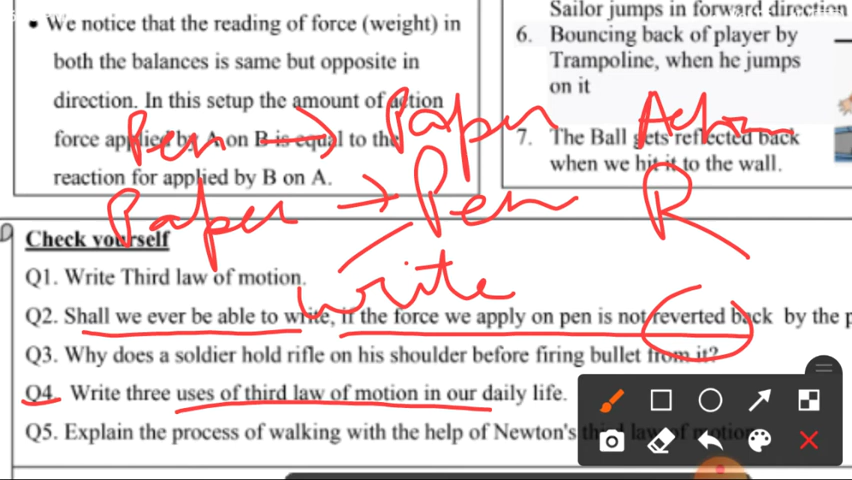 We notice that the reading of force (weight) in
both the balances is same but opposite in
direction. In this setup the amount of action
force applied by A on B is equal to the
reaction for applied by B on A.
Sailor jumps in forward direction
6. Bouncing back of player by
Trampoline, when he jumps
on it
7. The Ball gets reflected back
when we hit it to the wall.
Pen → Paper Action
Paper → Pen R
write
Check yourself
Q1. Write Third law of motion.
Q2. Shall we ever be able to write, if the force we apply on pen is not reverted back by the p
Q3. Why does a soldier hold rifle on his shoulder before firing bullet from it?
Q4. Write three uses of third law of motion in our daily life.
Q5. Explain the process of walking with the help of Newton's third law of motion